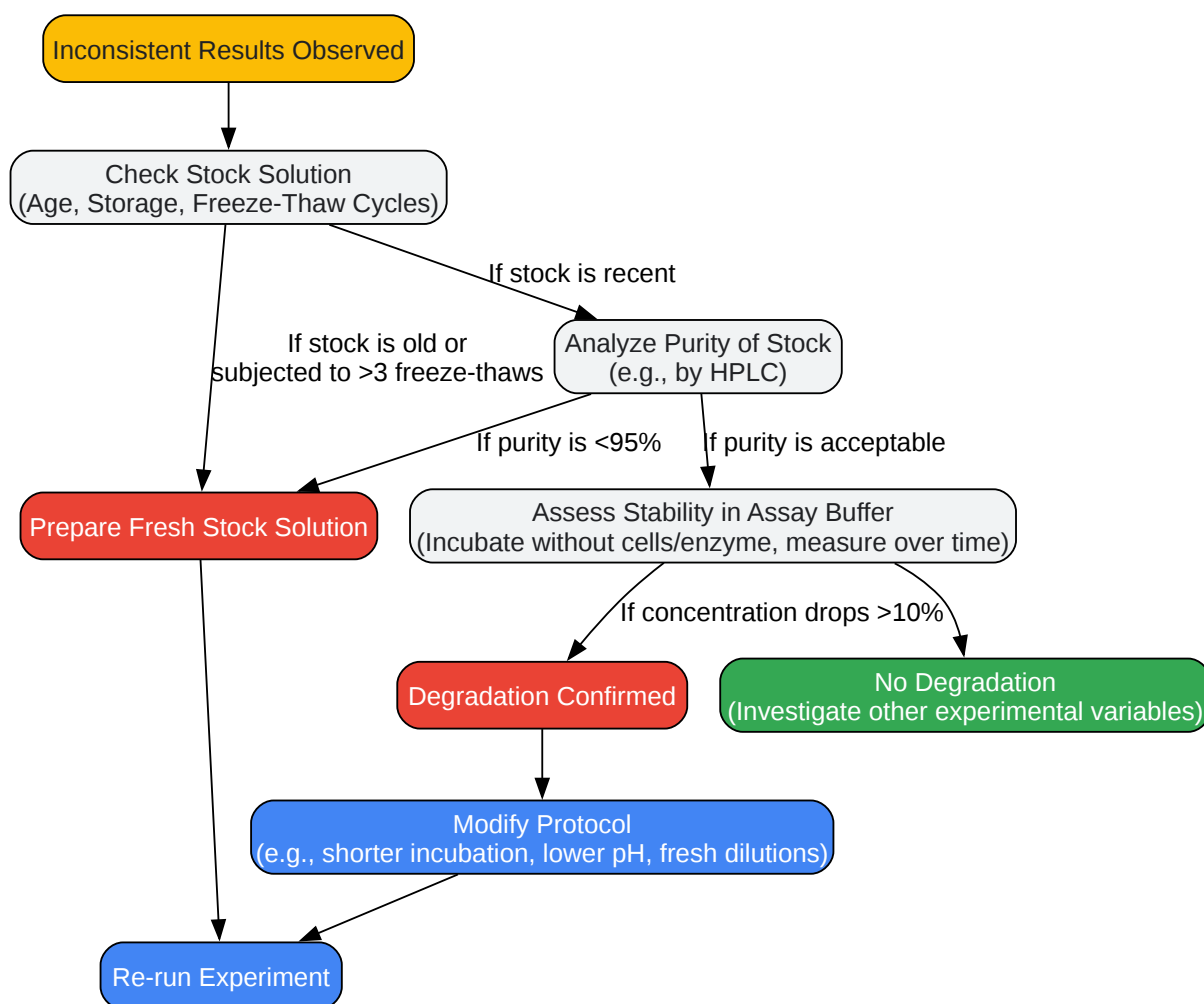 Inconsistent Results Observed
Check Stock Solution
(Age, Storage, Freeze-Thaw Cycles)
If stock is recent
If stock is old or
subjected to >3 freeze-thaws
Analyze Purity of Stock
(e.g., by HPLC)
If purity is <95%
If purity is acceptable
Prepare Fresh Stock Solution
Assess Stability in Assay Buffer
(Incubate without cells/enzyme, measure over time)
If concentration drops >10%
Degradation Confirmed
No Degradation
(Investigate other experimental variables)
Modify Protocol
(e.g., shorter incubation, lower pH, fresh dilutions)
Re-run Experiment